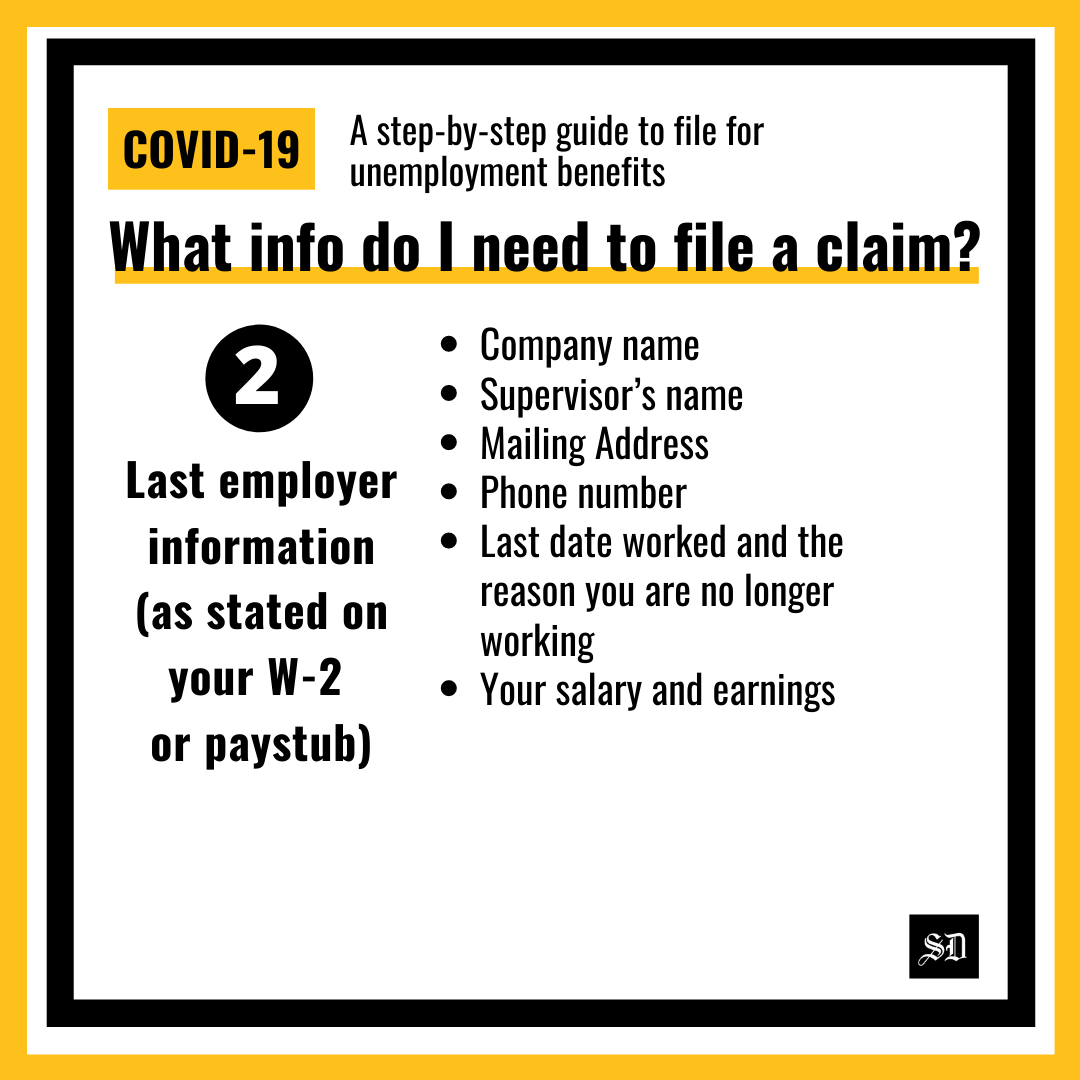 COVID-19
A step-by-step guide to file for
unemployment benefits
What info do I need to file a claim?
2
Last employer
information
(as stated on
your W-2
or paystub)
• Company name
• Supervisor’s name
• Mailing Address
• Phone number
• Last date worked and the
reason you are no longer
working
• Your salary and earnings
SD